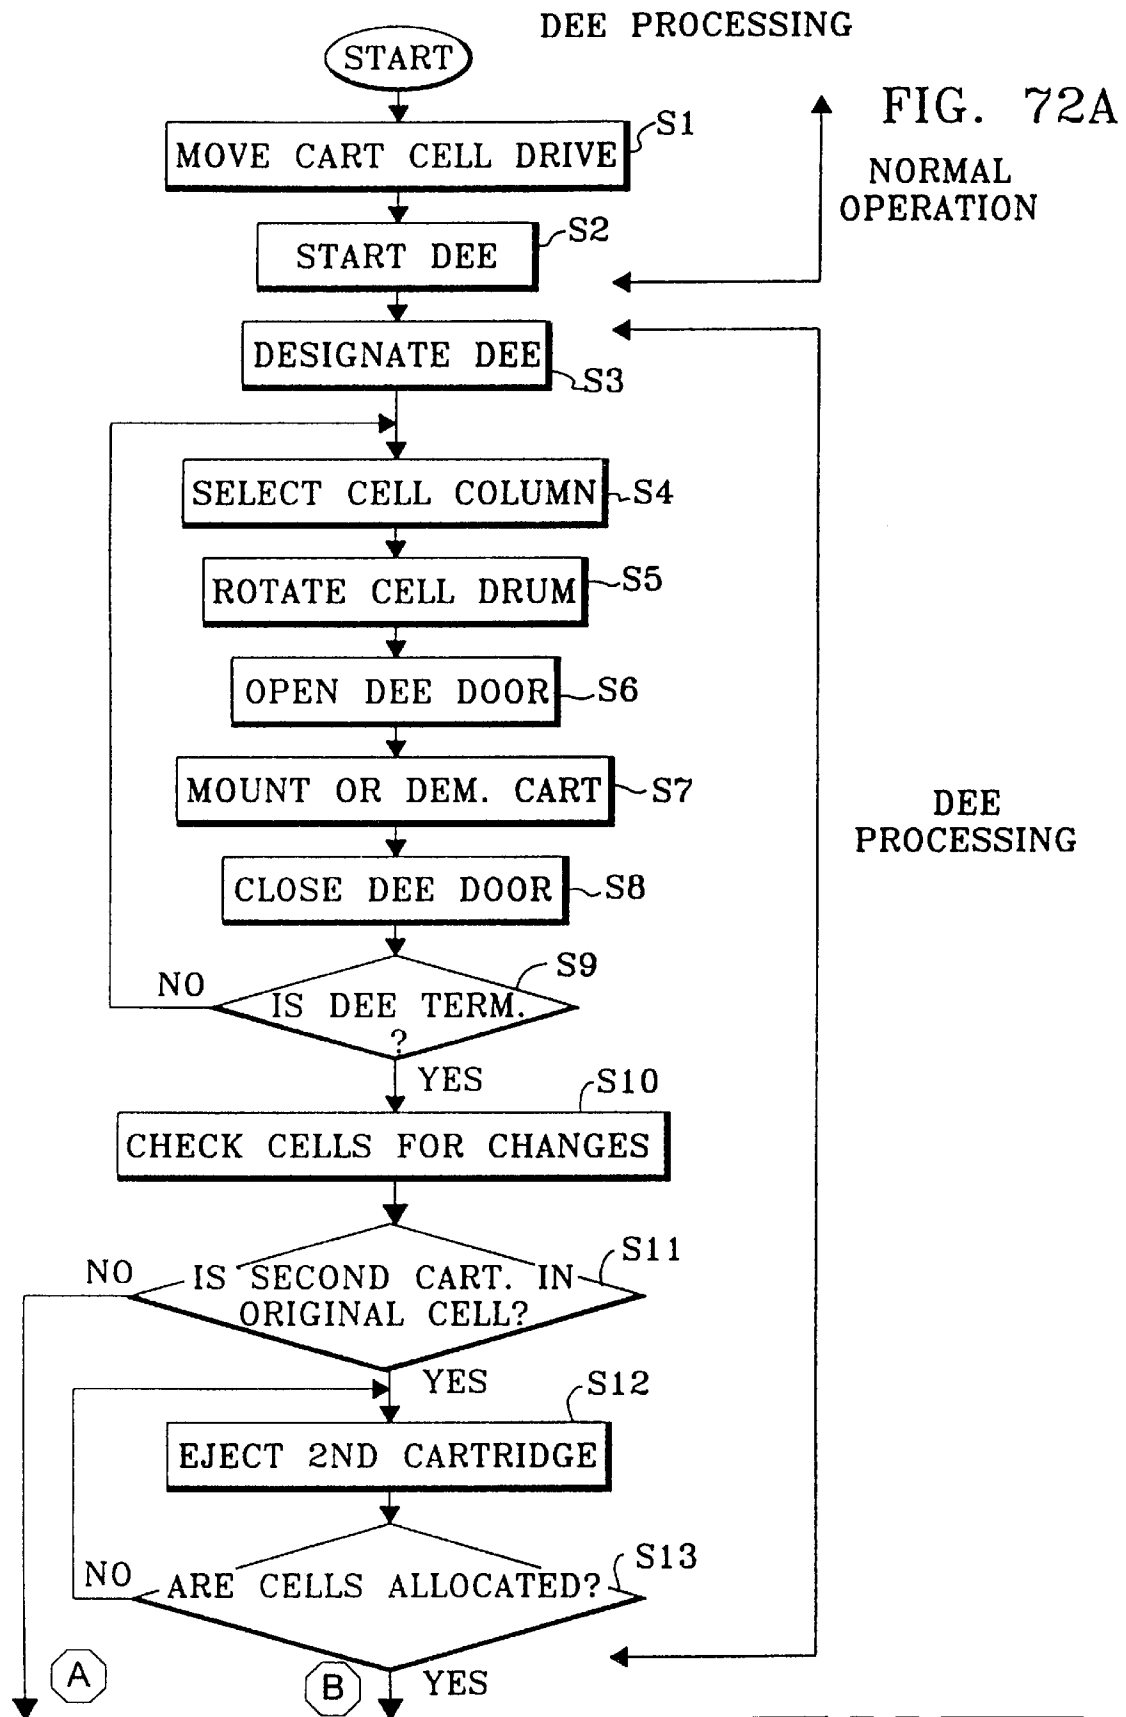 DEE PROCESSING
START
FIG. 72A
S1
MOVE CART CELL DRIVE
NORMAL
OPERATION
S2
START DEE
DESIGNATE DEE
S3
SELECT CELL COLUMN
S4
ROTATE CELL DRUM
S5
OPEN DEE DOOR
S6
MOUNT OR DEM. CART
S7
DEE
PROCESSING
CLOSE DEE DOOR
S8
S9
NO
IS DEE TERM.
?
YES
S10
CHECK CELLS FOR CHANGES
S11
NO
IS SECOND CART. IN
ORIGINAL CELL?
YES
S12
EJECT 2ND CARTRIDGE
S13
NO
ARE CELLS ALLOCATED?
A
B
YES